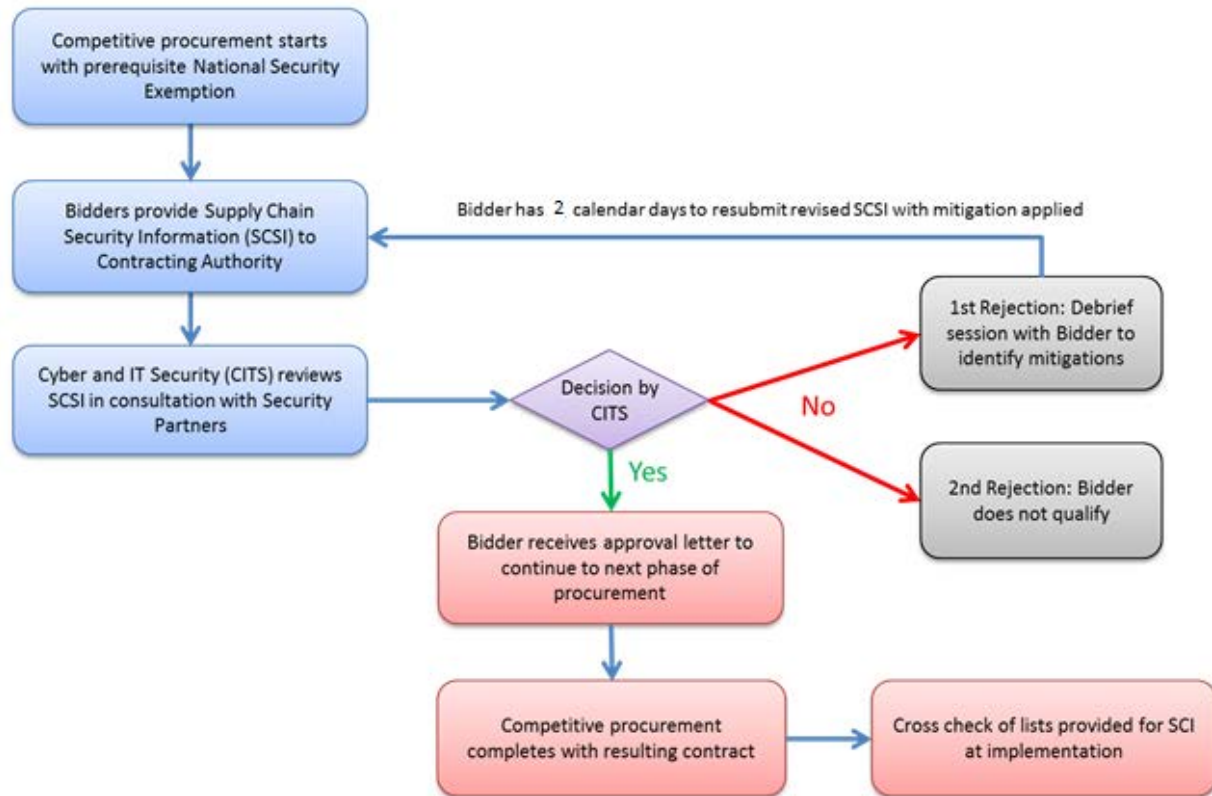 Competitive procurement starts
with prerequisite National Security
Exemption
Bidders provide Supply Chain
Security Information (SCSI) to
Contracting Authority
Bidder has 2 calendar days to resubmit revised SCSI with mitigation applied
1st Rejection: Debrief
session with Bidder to
identify mitigations
Cyber and IT Security (CITS) reviews
SCSI in consultation with Security
Partners
Decision by
CITS
No
Yes
2nd Rejection: Bidder
does not qualify
Bidder receives approval letter to
continue to next phase of
procurement
Competitive procurement
completes with resulting contract
Cross check of lists provided for SCI
at implementation